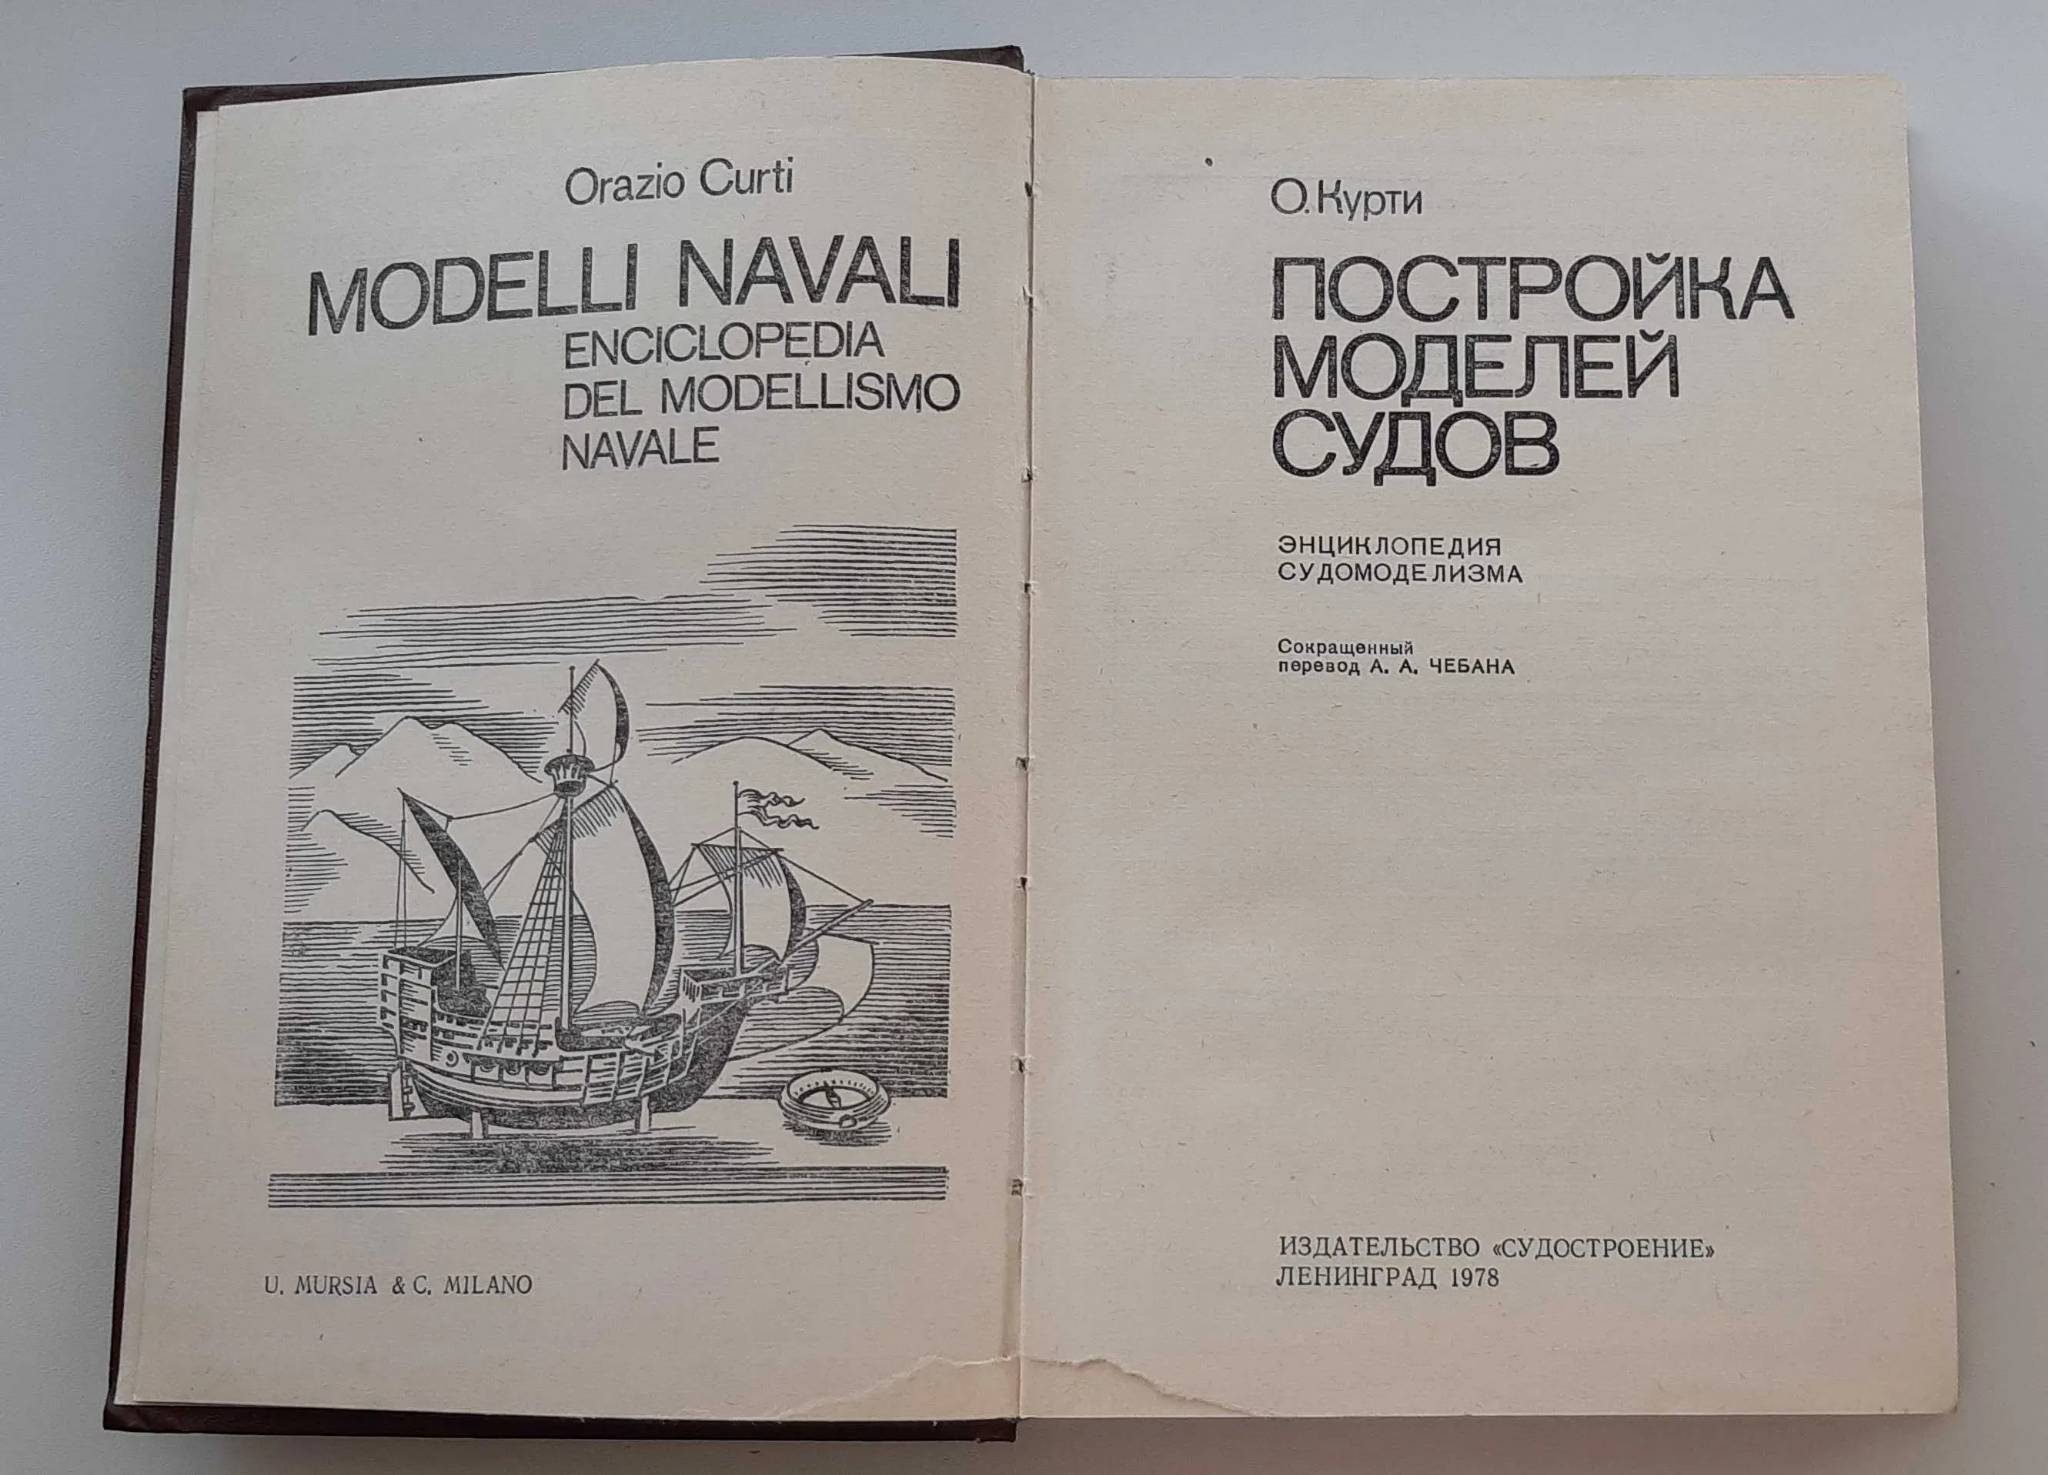 Orazio Curti
MODELLI NAVALI
ENCICLOPEDIA
DEL MODELLISMO
NAVALE
U. MURSIA & C. MILANO
О. Курти
ПОСТРОЙКА
МОДЕЛЕЙ
СУДОВ
ЭНЦИКЛОПЕДИЯ
СУДОМОДЕЛИЗМА
Сокращенный
перевод А. А. ЧЕБАНА
ИЗДАТЕЛЬСТВО «СУДОСТРОЕНИЕ»
ЛЕНИНГРАД 1978